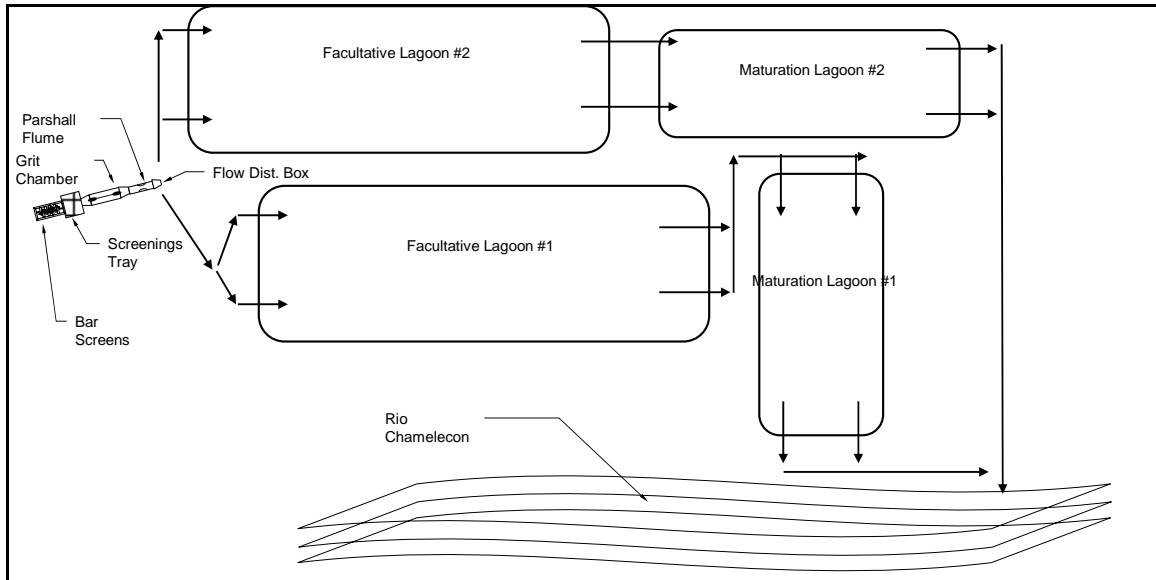 Facultative Lagoon #2
Maturation Lagoon #2
Parshall
Flume
Grit
Chamber
Flow Dist. Box
Screenings
Tray
Facultative Lagoon #1
Maturation Lagoon #1
Bar
Screens
Rio
Chamelecon